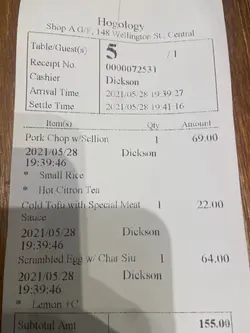 Hogology
Shop A G/F, 148 Wellington St., Central
Table/Guest(s) 5 / 1
Receipt No 0000072531
Cashier Dickson
Arrival Time 2021/05/28 19:39:27
Settle Time 2021/05/28 19:41:16
Item(s) Qty Amount
Pork Chop w/Scllion 1 69.00
2021/05/28 Dickson
19:39:46
* Small Rice
* Hot Citron Tea
Cold Tofu with Special Meat 1 22.00
Sauce
2021/05/28 Dickson
19:39:46
Scrambled Egg w/ Char Siu 1 64.00
2021/05/28 Dickson
19:39:46
* Lemon +C
Subtotal Amt 155.00